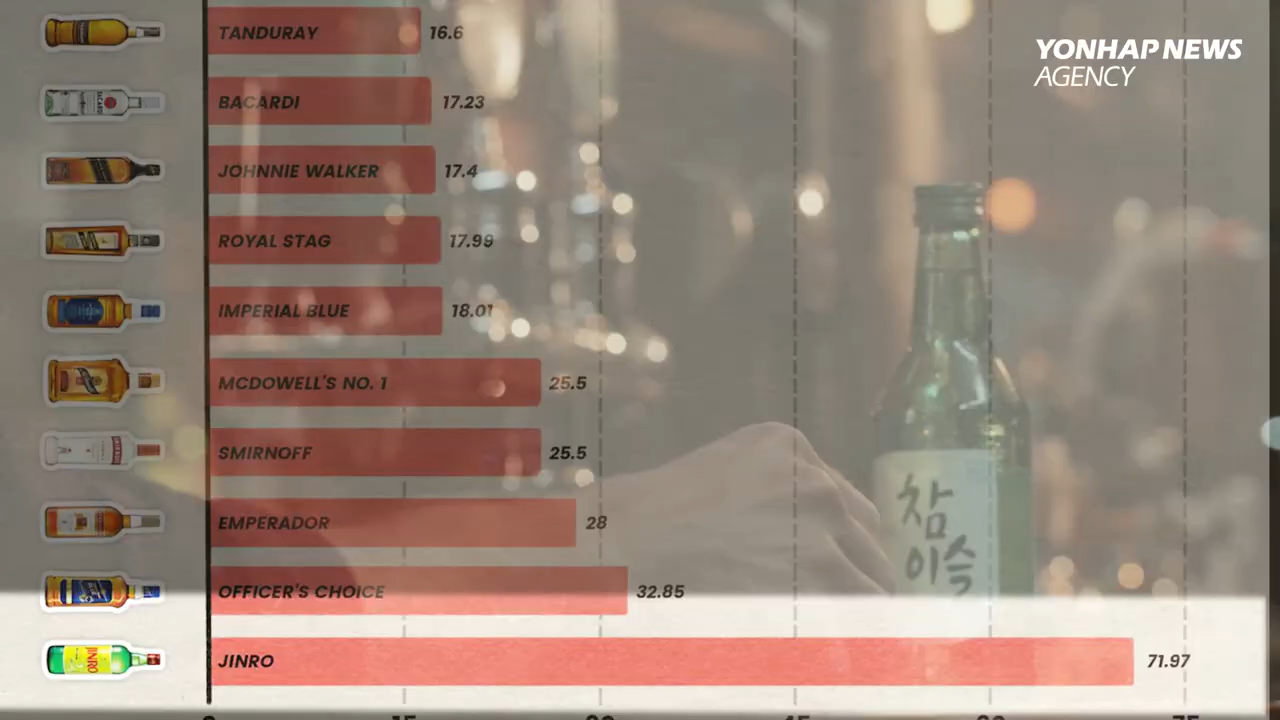 TANDURAY 16.6
YONHAP NEWS
AGENCY
BACARDI 17.23
JOHNNIE WALKER 17.4
ROYAL STAG 17.99
IMPERIAL BLUE 18.01
MCDOWELL'S NO. 1 25.5
SMIRNOFF 25.5
EMPERADOR 28
참
이슬
OFFICER'S CHOICE 32.85
JINRO
JINRO 71.97